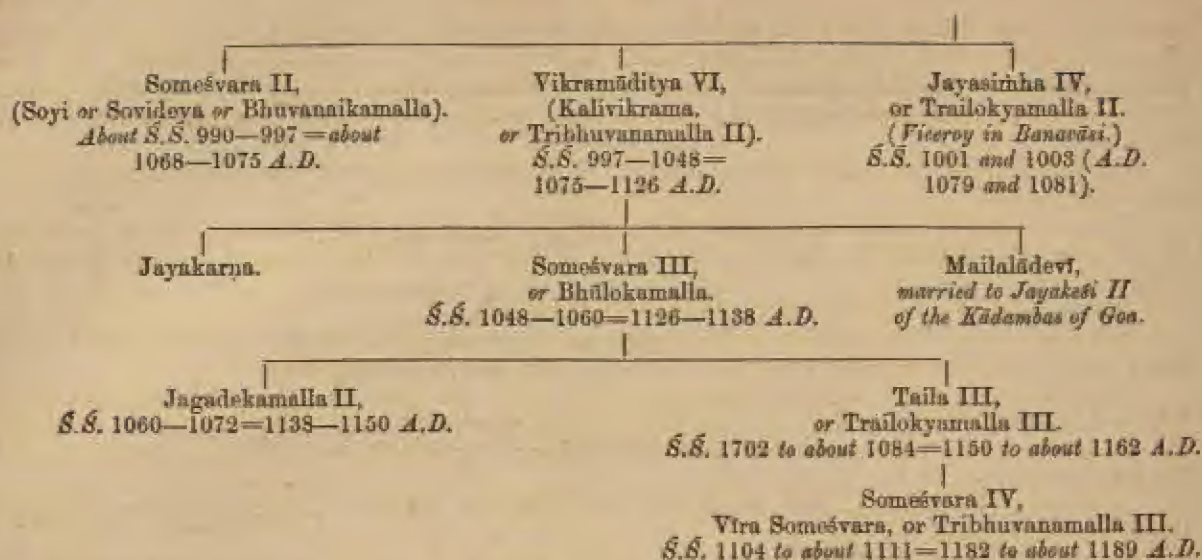 Someśvara II,
(Soyi or Sovideva or Bhuvanaikamalla).
About Ś.Ś. 990—997=about
1068—1075 A.D.
Vikramāditya VI,
(Kalivikrama,
or Tribhuvanamalla II).
Ś.Ś. 997—1048=
1075—1126 A.D.
Jayasiṁha IV,
or Trailokyamalla II.
(Viceroy in Banavāsi.)
Ś.Ś. 1001 and 1003 (A.D.
1079 and 1081).
Jayakarṇa.
Someśvara III,
or Bhūlokamalla.
Ś.Ś. 1048—1060=1126—1138 A.D.
Mailalādevī,
married to Jayakeśi II
of the Kādambas of Goa.
Jagadekamalla II,
Ś.Ś. 1060—1072=1138—1150 A.D.
Taila III,
or Trailokyamalla III.
Ś.Ś. 1702 to about 1084=1150 to about 1162 A.D.
Someśvara IV,
Vīra Someśvara, or Tribhuvanamalla III.
Ś.Ś. 1104 to about 1111=1182 to about 1189 A.D.